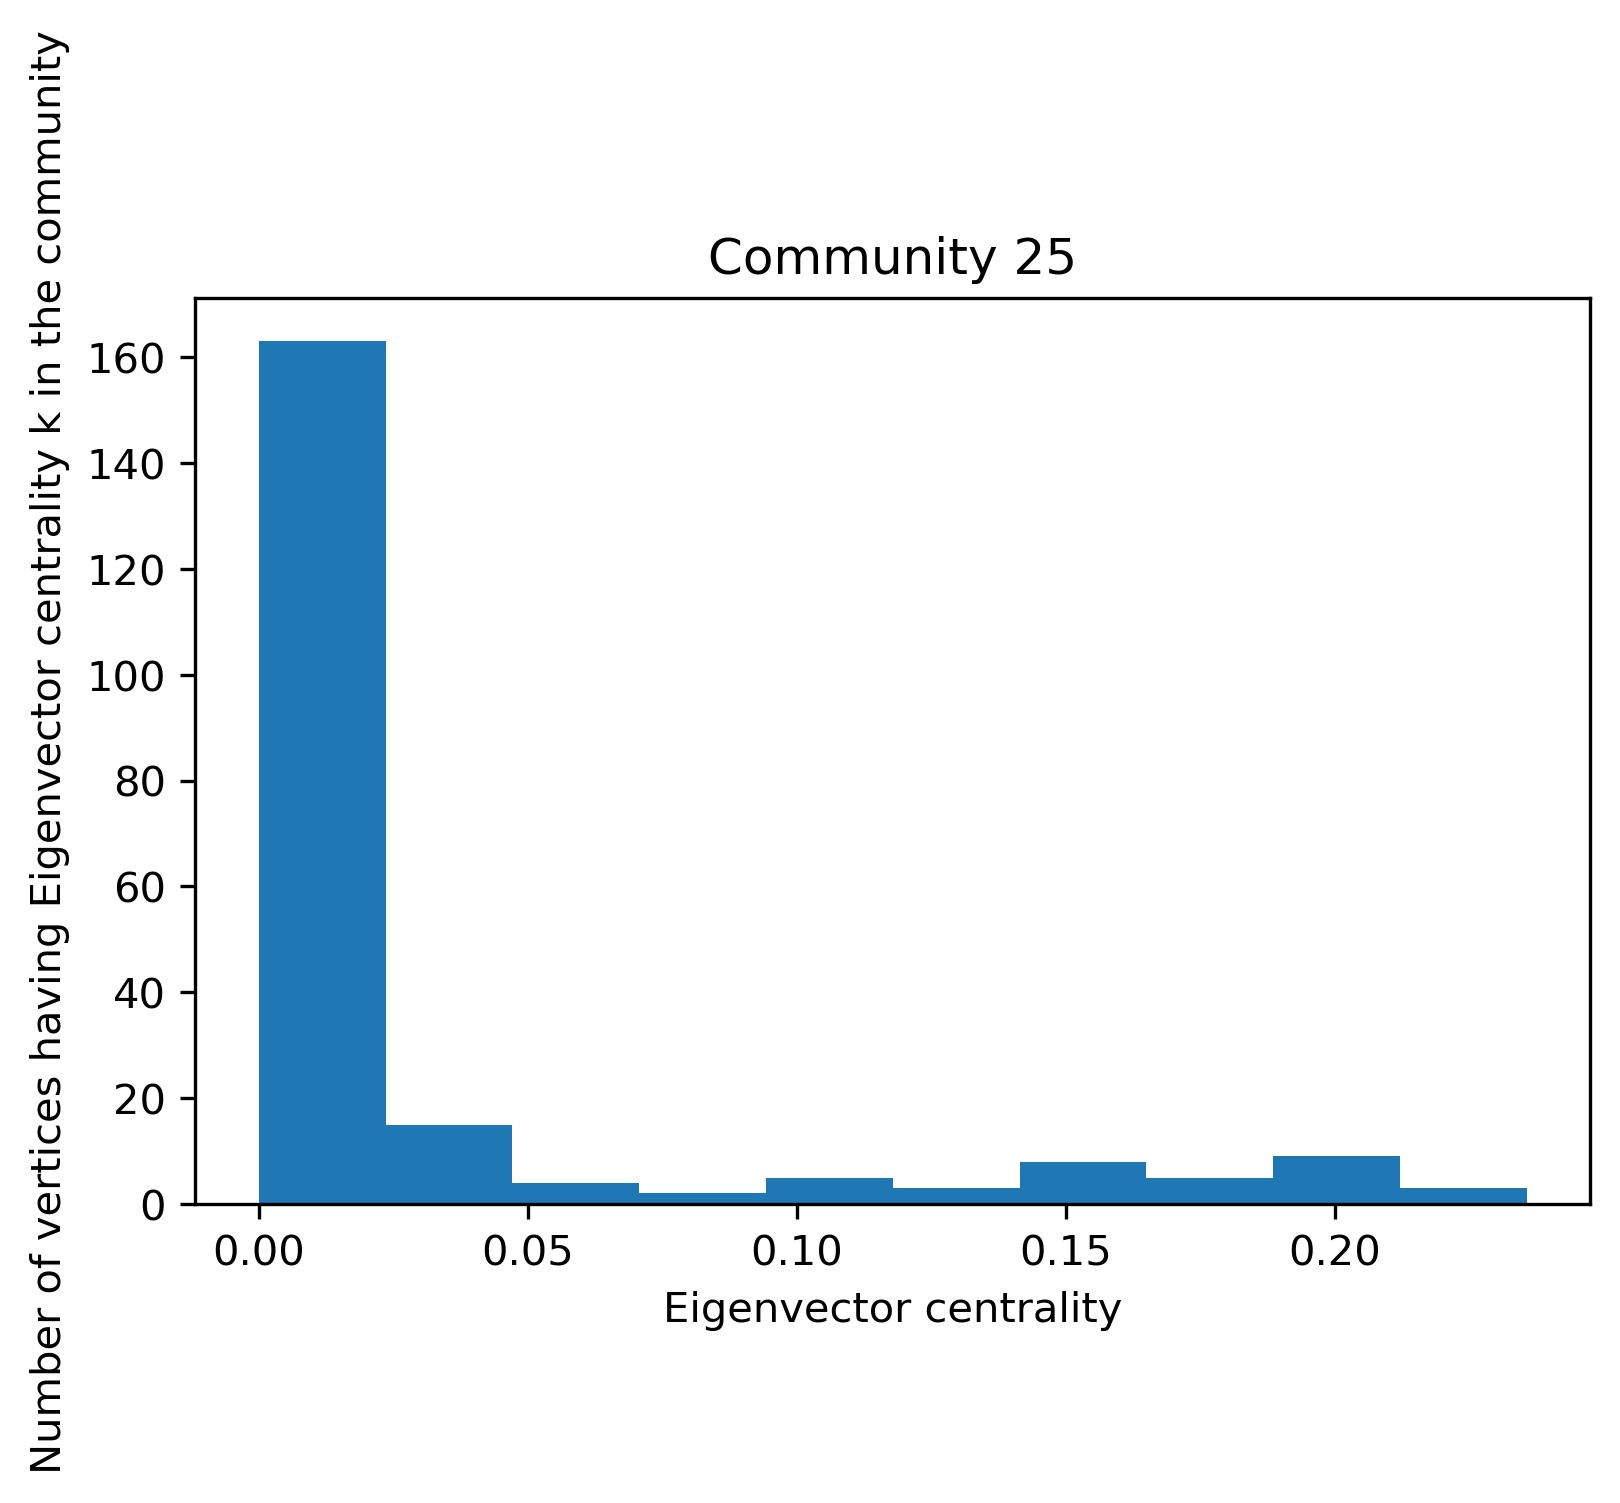 Community 25
Number of vertices having Eigenvector centrality k in the community
160
140
120
100
80
60
40
20
0
0.00 0.05 0.10 0.15 0.20
Eigenvector centrality